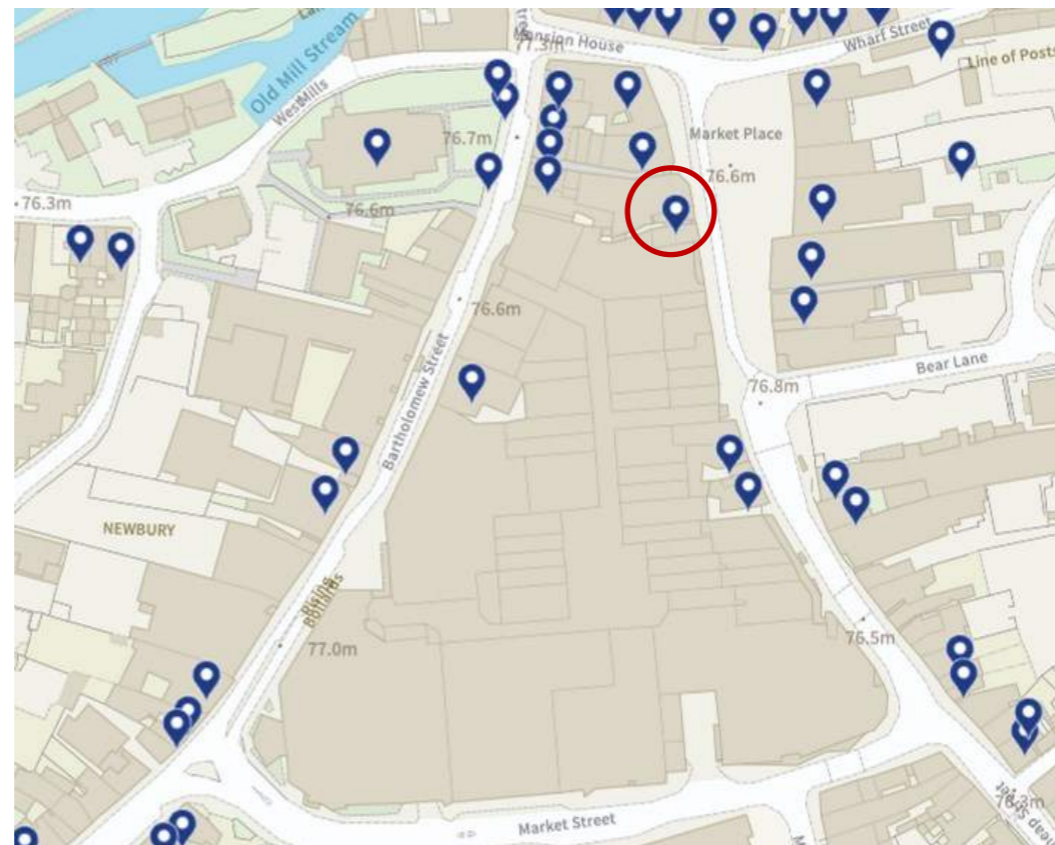 Mansion House
77.3m
Wharf Street
Old Mill Stream
West Mills
Line of Posts
76.7m
Market Place
76.6m
76.3m
76.6m
76.6m
Bartholomew Street
Bear Lane
76.8m
NEWBURY
Rising
Bollards
77.0m
76.5m
Market Street